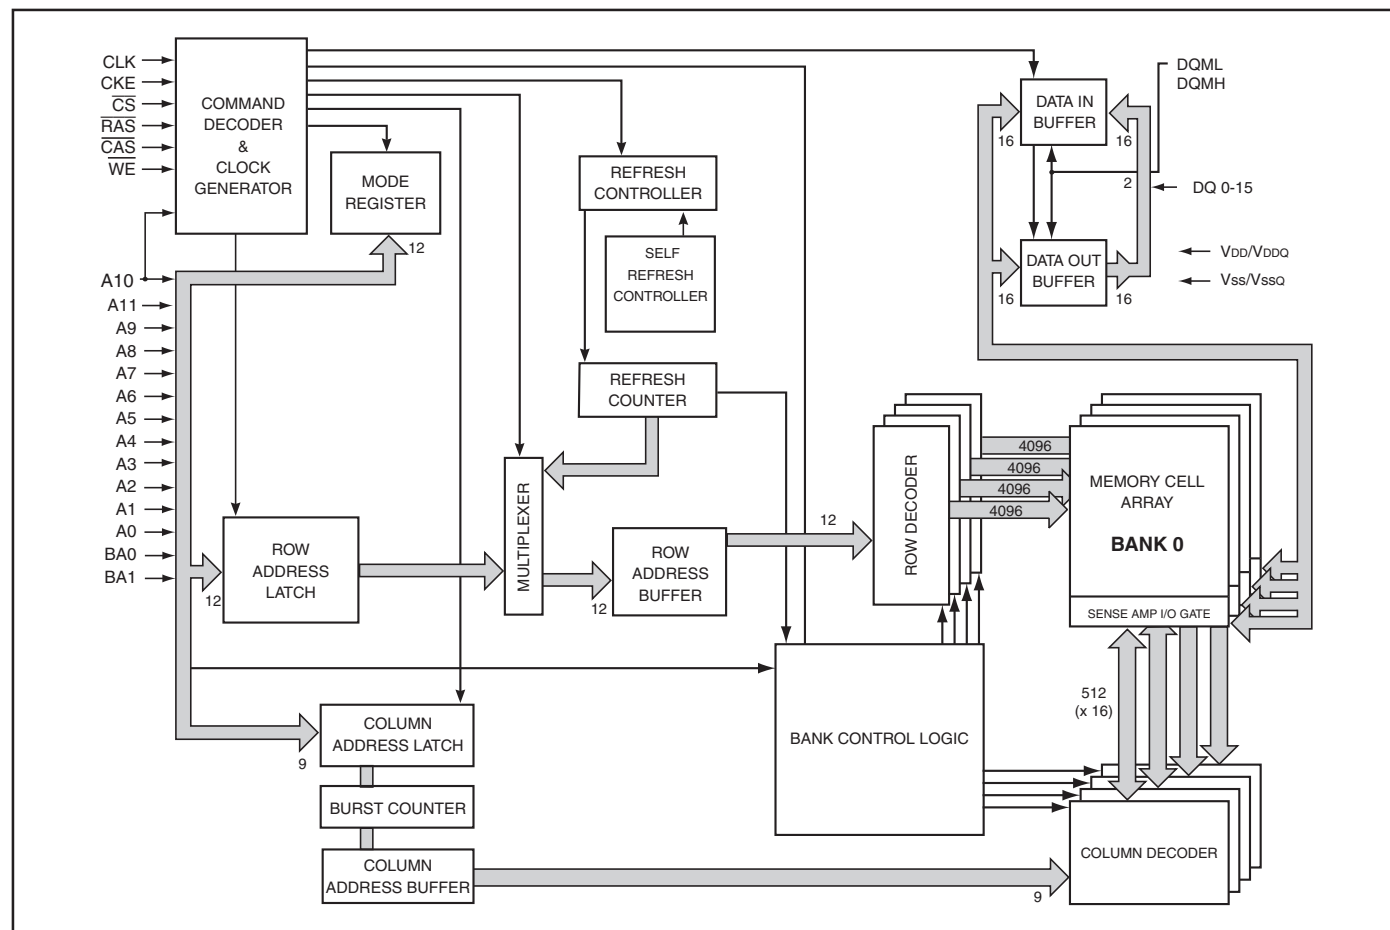 CLK
CKE
CS
RAS
CAS
WE
A10
A11
A9
A8
A7
A6
A5
A4
A3
A2
A1
A0
BA0
BA1
COMMAND
DECODER
&
CLOCK
GENERATOR
MODE
REGISTER
12
REFRESH
CONTROLLER
SELF
REFRESH
CONTROLLER
REFRESH
COUNTER
DATA IN
BUFFER
16
16
DQML
DQMH
2
DQ 0-15
DATA OUT
BUFFER
16
16
VDD/VDDQ
VSS/VSSQ
ROW
ADDRESS
LATCH
12
MULTIPLEXER
12
ROW
ADDRESS
BUFFER
12
ROW DECODER
4096
4096
4096
4096
MEMORY CELL
ARRAY
BANK 0
SENSE AMP I/O GATE
512
(x 16)
BANK CONTROL LOGIC
COLUMN
ADDRESS LATCH
9
BURST COUNTER
COLUMN
ADDRESS BUFFER
9
COLUMN DECODER